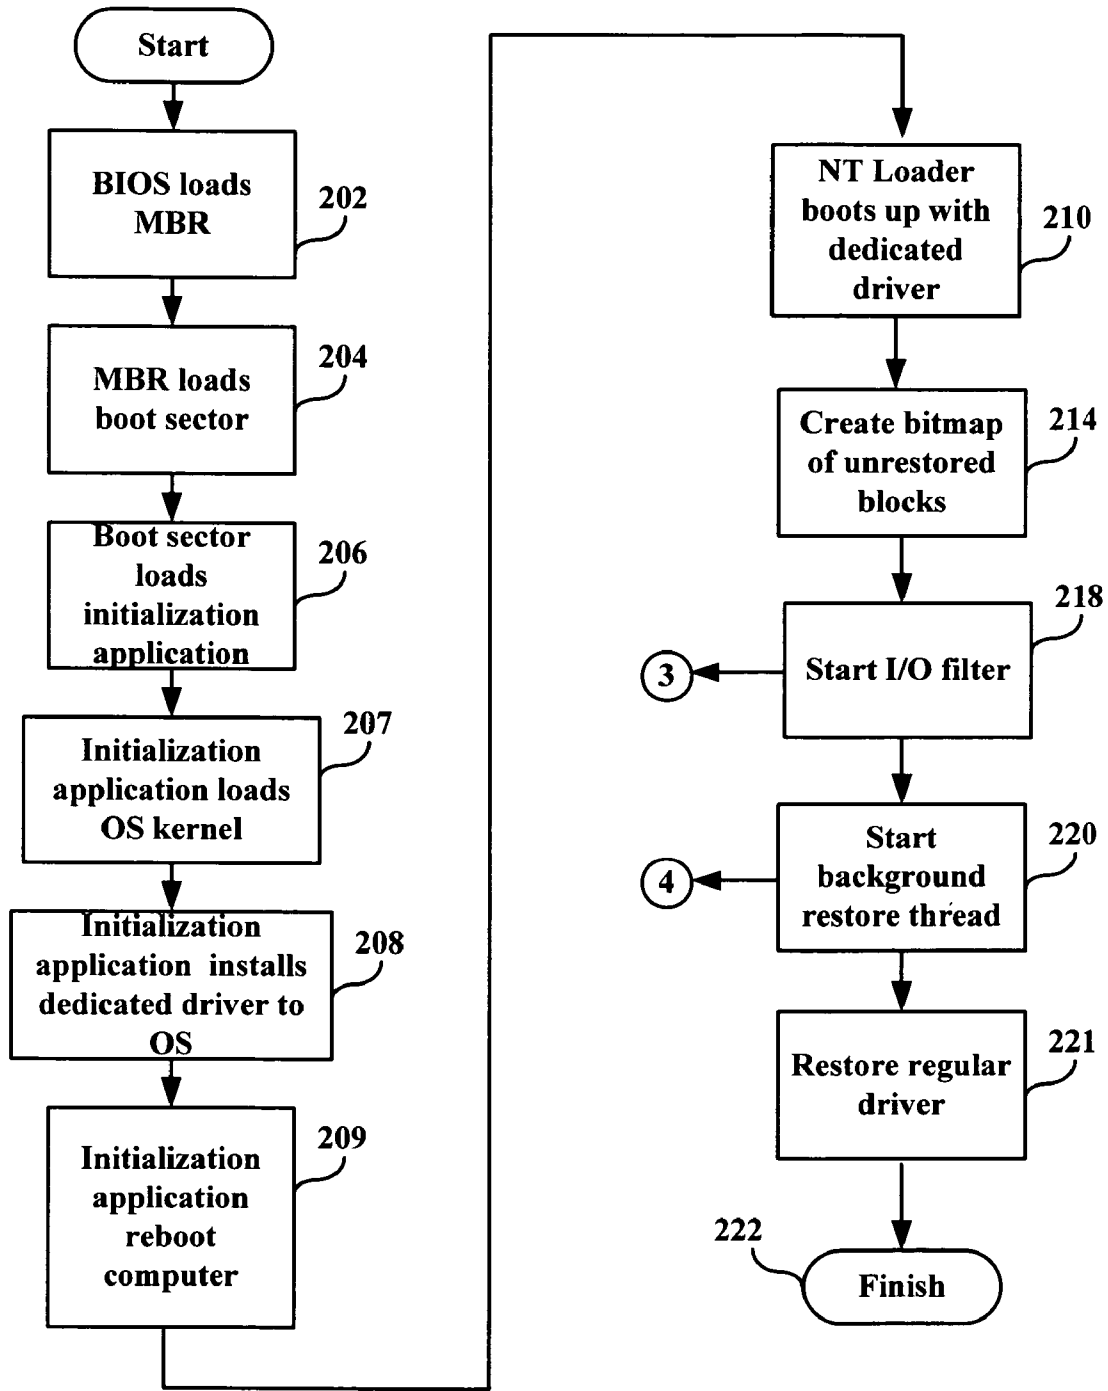 Start
BIOS loads
MBR
202
MBR loads
boot sector
204
Boot sector
loads
initialization
application
206
Initialization
application loads
OS kernel
207
Initialization
application installs
dedicated driver to
OS
208
Initialization
application
reboot
computer
209
NT Loader
boots up with
dedicated
driver
210
Create bitmap
of unrestored
blocks
214
Start I/O filter
218
3
Start
background
restore thread
220
4
Restore regular
driver
221
222
Finish